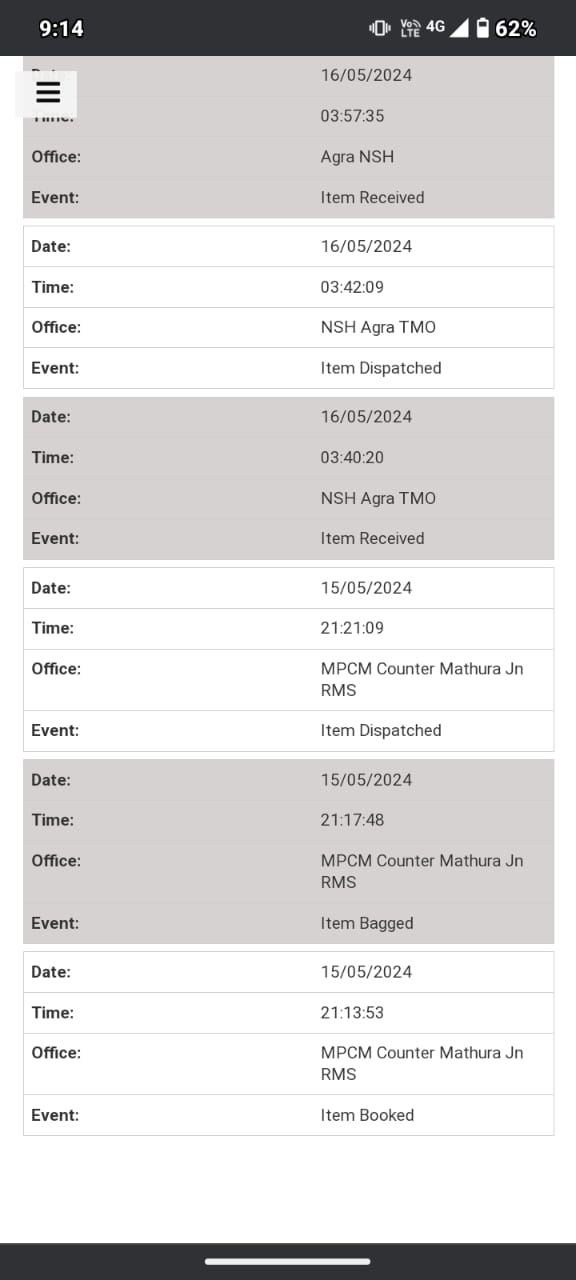 9:14 Vo LTE 4G 62%
16/05/2024
Time: 03:57:35
Office: Agra NSH
Event: Item Received
Date: 16/05/2024
Time: 03:42:09
Office: NSH Agra TMO
Event: Item Dispatched
Date: 16/05/2024
Time: 03:40:20
Office: NSH Agra TMO
Event: Item Received
Date: 15/05/2024
Time: 21:21:09
Office: MPCM Counter Mathura Jn
RMS
Event: Item Dispatched
Date: 15/05/2024
Time: 21:17:48
Office: MPCM Counter Mathura Jn
RMS
Event: Item Bagged
Date: 15/05/2024
Time: 21:13:53
Office: MPCM Counter Mathura Jn
RMS
Event: Item Booked